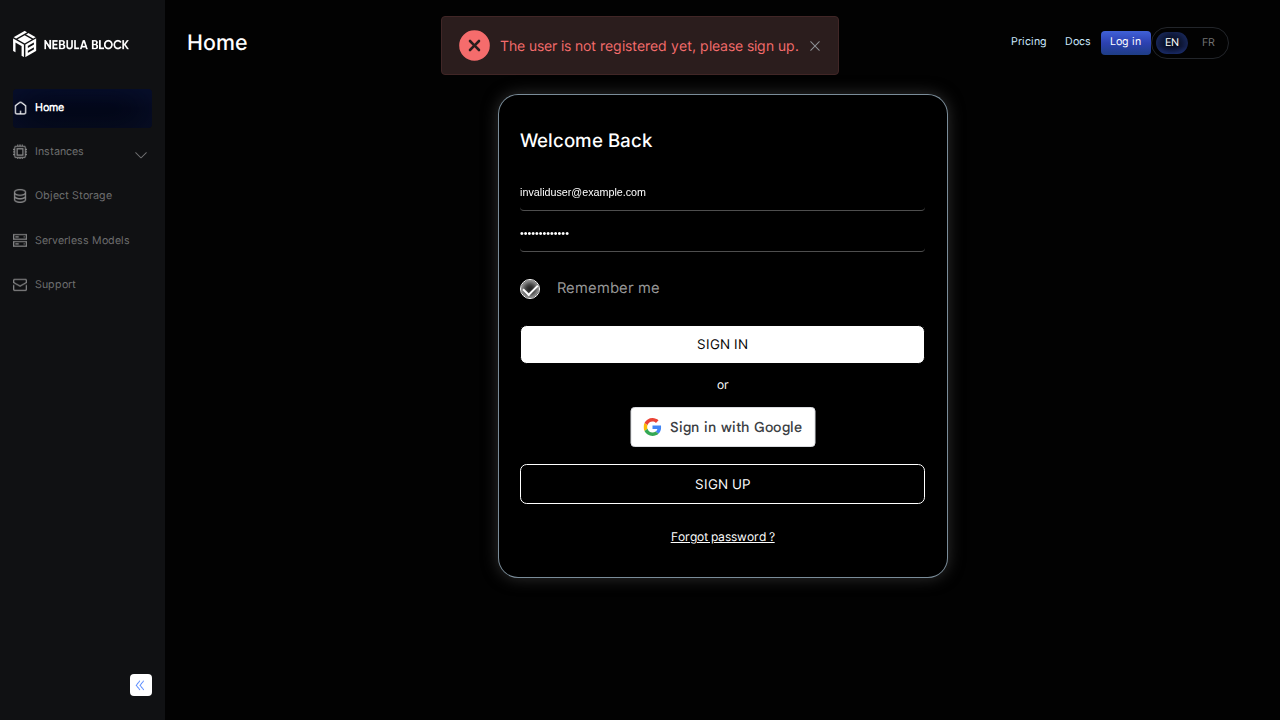 NEBULA BLOCK
Home
Instances
Object Storage
Serverless Models
Support
Home
The user is not registered yet, please sign up.
Pricing
Docs
Log in
EN
FR
Welcome Back
invaliduser@example.com
•••••••••••••
Remember me
SIGN IN
or
Sign in with Google
SIGN UP
Forgot password ?